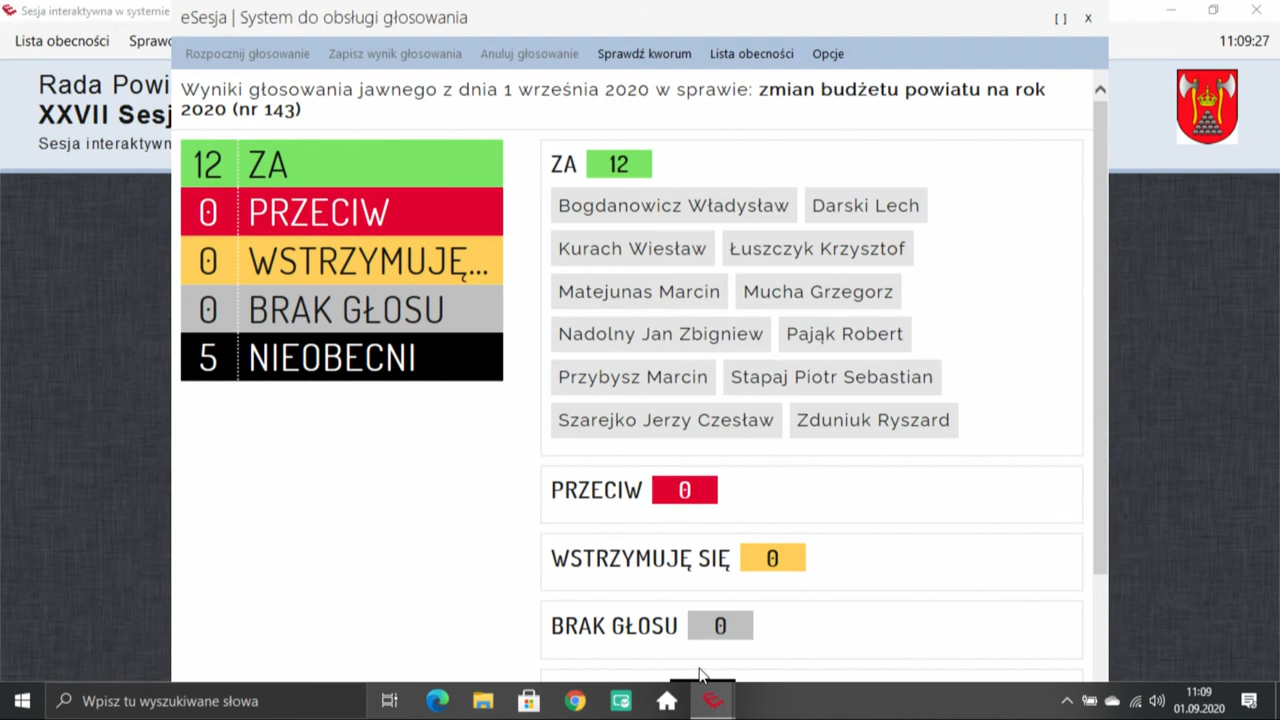 Sesja interaktywna w systemie
eSesja | System do obsługi głosowania
[ ] x
Lista obecności Sprawo
Rozpocznij głosowanie Zapisz wynik głosowania Anuluj głosowanie Sprawdź kworum Lista obecności Opcje
11:09:27
Rada Powi
XXVII Sesj
Sesja interaktywn
Wyniki głosowania jawnego z dnia 1 września 2020 w sprawie: zmian budżetu powiatu na rok
2020 (nr 143)
12 ZA
0 PRZECIW
0 WSTRZYMUJĘ...
0 BRAK GŁOSU
5 NIEOBECNI
ZA 12
Bogdanowicz Władysław Darski Lech
Kurach Wiesław Łuszczyk Krzysztof
Matejunas Marcin Mucha Grzegorz
Nadolny Jan Zbigniew Pająk Robert
Przybysz Marcin Stapaj Piotr Sebastian
Szarejko Jerzy Czesław Zduniuk Ryszard
PRZECIW 0
WSTRZYMUJĘ SIĘ 0
BRAK GŁOSU 0
Wpisz tu wyszukiwane słowa
11:09
01.09.2020